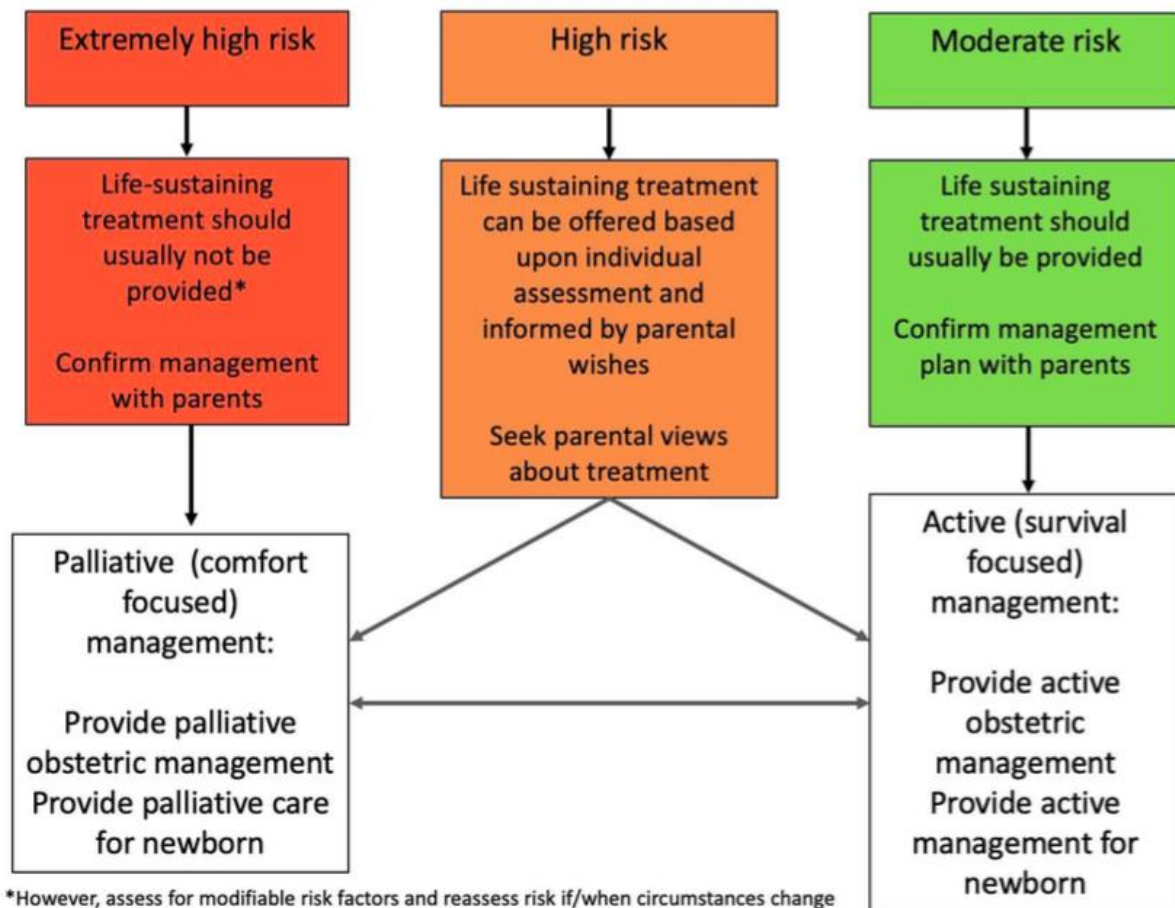 Extremely high risk
Life-sustaining
treatment should
usually not be
provided*
Confirm management
with parents
Palliative (comfort
focused)
management:
Provide palliative
obstetric management
Provide palliative care
for newborn
High risk
Life sustaining treatment
can be offered based
upon individual
assessment and
informed by parental
wishes
Seek parental views
about treatment
Moderate risk
Life sustaining
treatment should
usually be provided
Confirm management
plan with parents
Active (survival
focused)
management:
Provide active
obstetric
management
Provide active
management for
newborn
*However, assess for modifiable risk factors and reassess risk if/when circumstances change